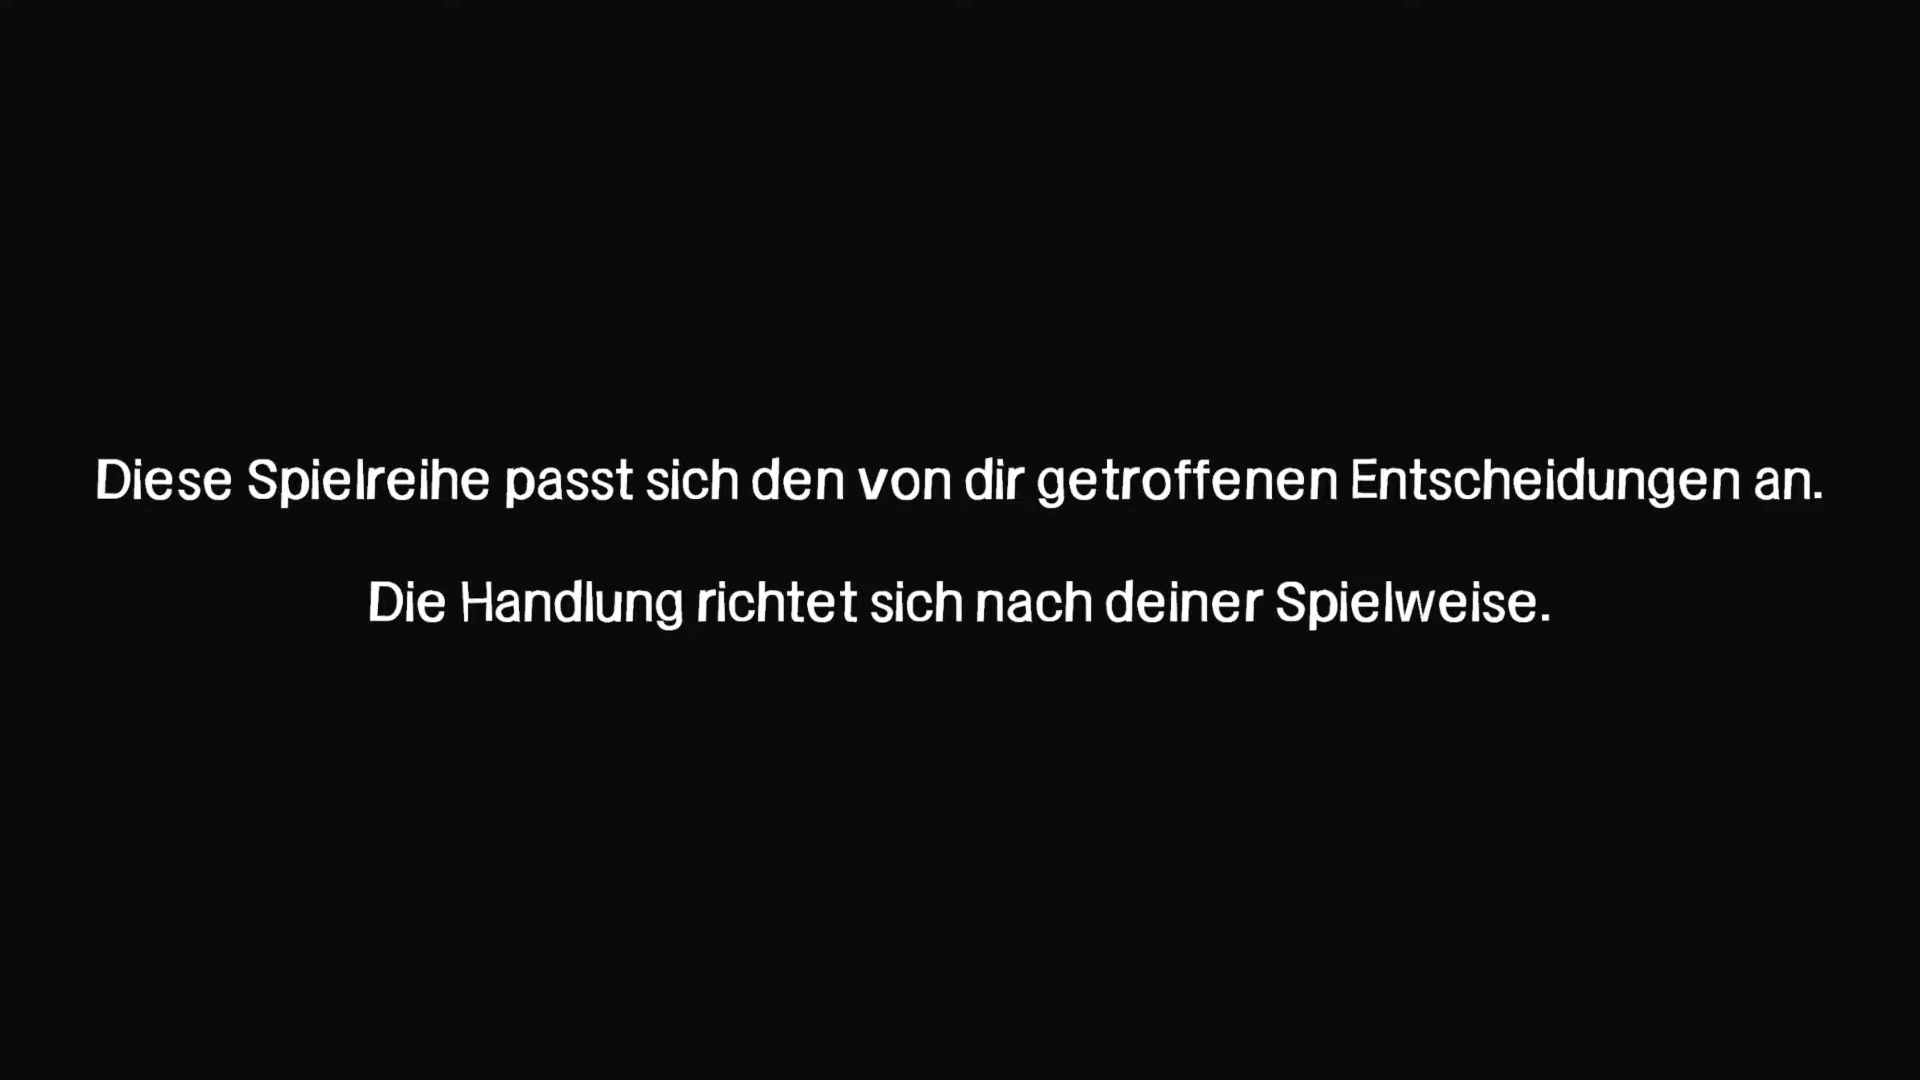 Diese Spielreihe passt sich den von dir getroffenen Entscheidungen an.
Die Handlung richtet sich nach deiner Spielweise.